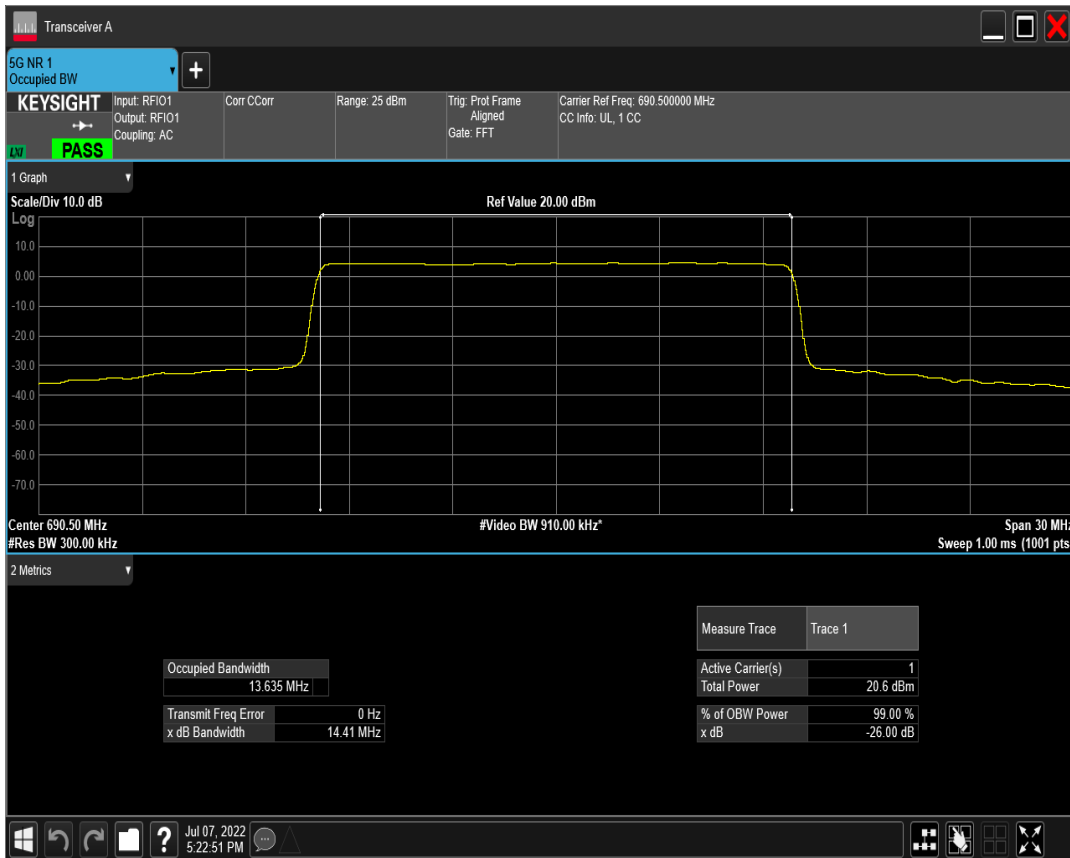 Transceiver A
5G NR 1
Occupied BW
+
KEYSIGHT
LXI
PASS
Input: RFIO1
Output: RFIO1
Coupling: AC
Corr CCorr
Range: 25 dBm
Trig: Prot Frame
Aligned
Gate: FFT
Carrier Ref Freq: 690.500000 MHz
CC Info: UL, 1 CC
1 Graph
Scale/Div 10.0 dB
Ref Value 20.00 dBm
Log
10.0
0.00
-10.0
-20.0
-30.0
-40.0
-50.0
-60.0
-70.0
Center 690.50 MHz
#Video BW 910.00 kHz*
Span 30 MHz
#Res BW 300.00 kHz
Sweep 1.00 ms (1001 pts
2 Metrics
Measure Trace Trace 1
Occupied Bandwidth
13.635 MHz
Active Carrier(s) 1
Total Power 20.6 dBm
Transmit Freq Error 0 Hz
x dB Bandwidth 14.41 MHz
% of OBW Power 99.00 %
x dB -26.00 dB
?
Jul 07, 2022
5:22:51 PM